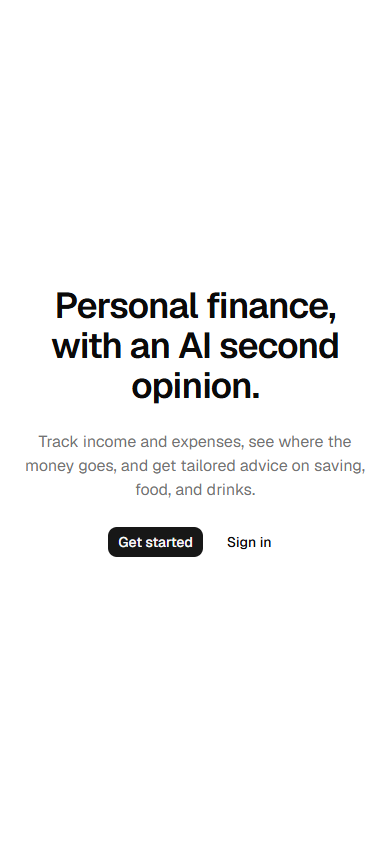 Personal finance,
with an AI second
opinion.
Track income and expenses, see where the
money goes, and get tailored advice on saving,
food, and drinks.
Get started
Sign in